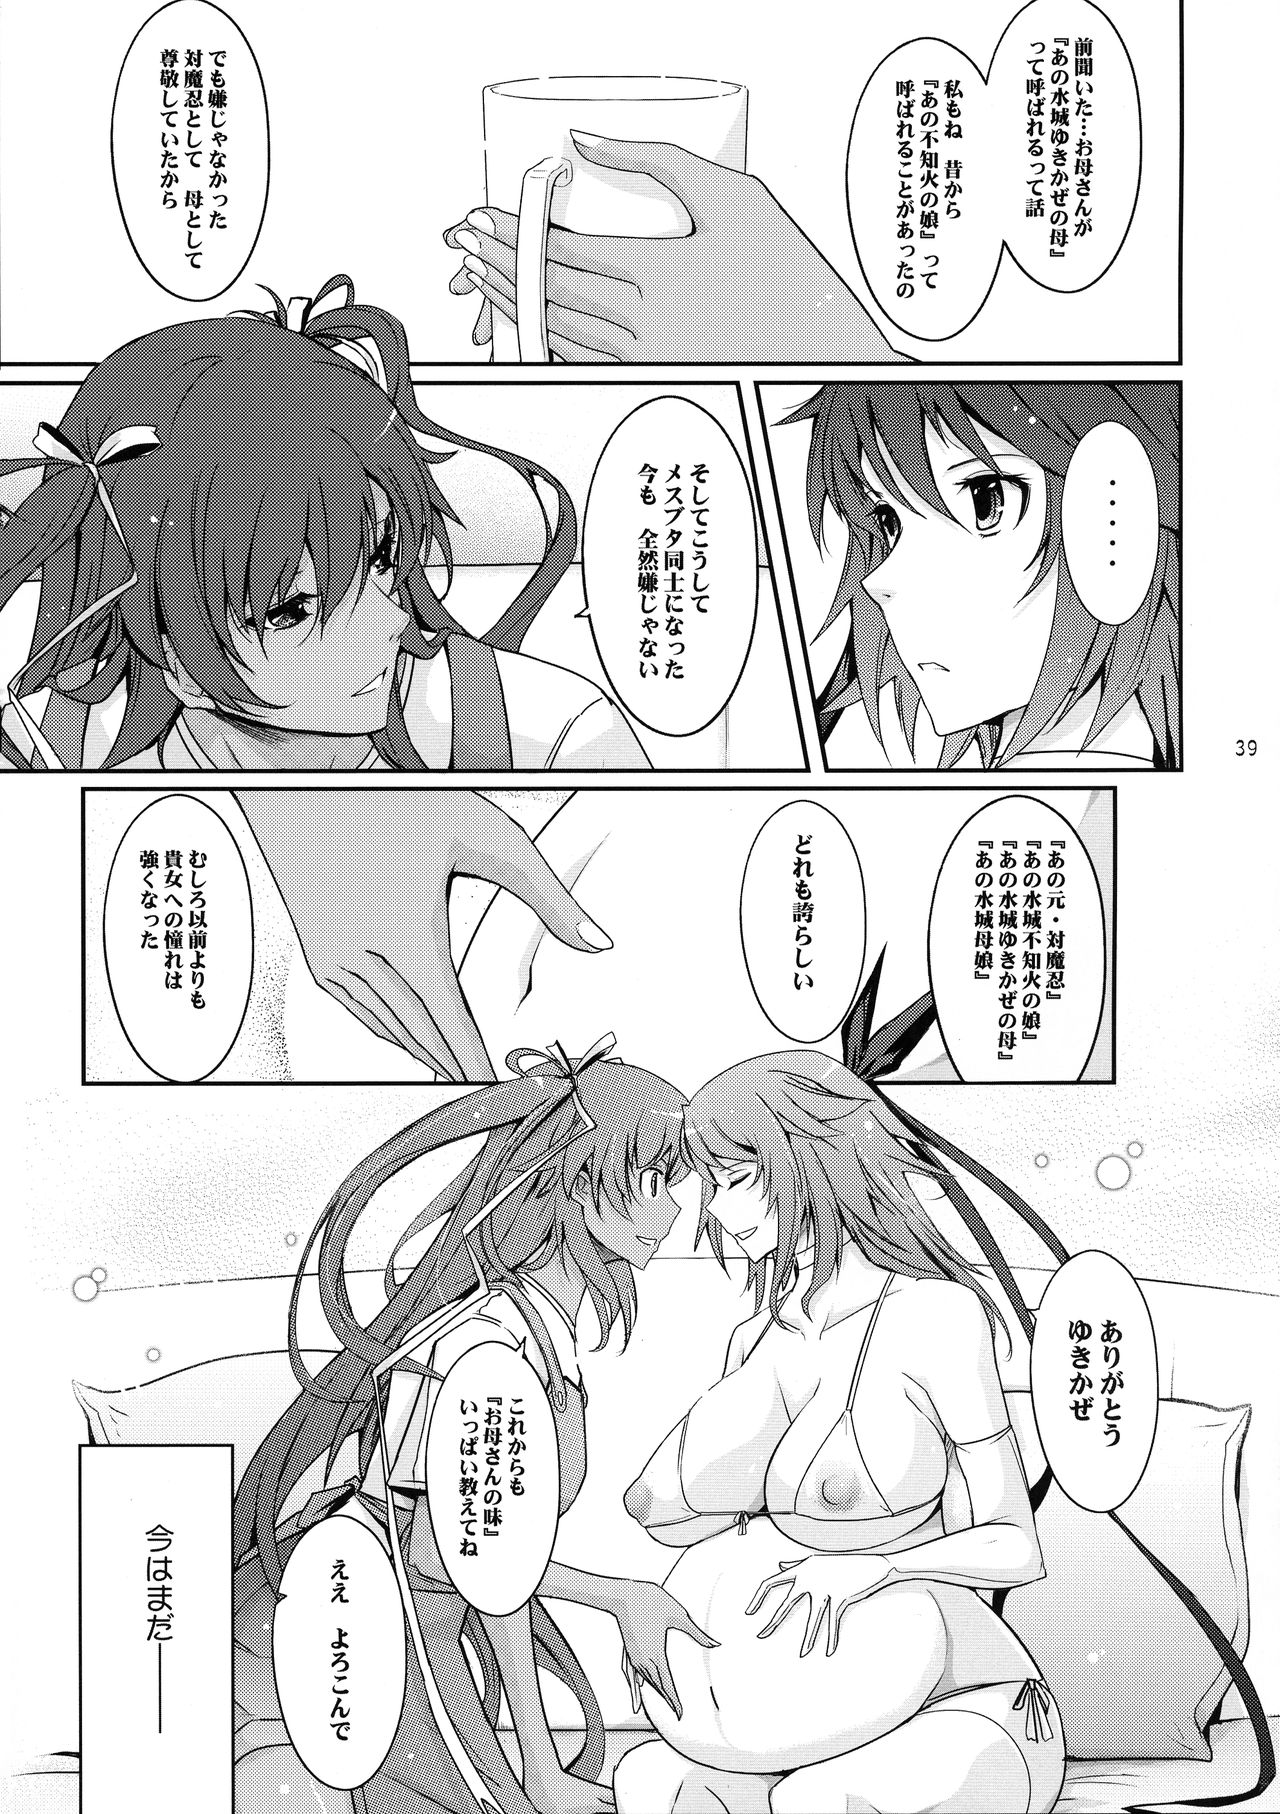 前聞いた…お母さんが
『あの水城ゆきかぜの母』
って呼ばれるって話
私もね　昔から
『あの不知火の娘』って
呼ばれることがあったの
でも嫌じゃなかった
対魔忍として　母として
尊敬していたから
・・・・・
そしてこうして
メスブタ同士になった
今も　全然嫌じゃない
39
『あの元・対魔忍』
『あの水城不知火の娘』
『あの水城ゆきかぜの母』
『あの水城母娘』
どれも誇らしい
むしろ以前よりも
貴女への憧れは
強くなった
ありがとう
ゆきかぜ
これからも
『お母さんの味』
いっぱい教えてね
ええ　よろこんで
今はまだ――